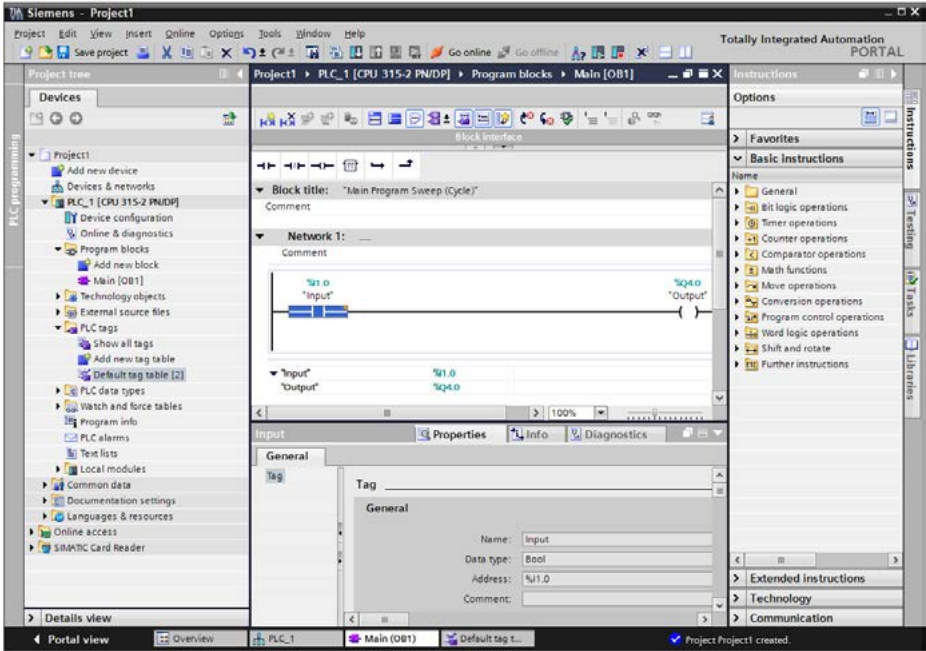 Siemens - Project1
Project Edit View Insert Online Options Tools Window Help
Totally Integrated Automation
PORTAL
Save project
Go online
Go offline
Project tree
Devices
PLC programming
Project1
Add new device
Devices & networks
PLC_1 [CPU 315-2 PN/DP]
Device configuration
Online & diagnostics
Program blocks
Add new block
Main [OB1]
Technology objects
External source files
PLC tags
Show all tags
Add new tag table
Default tag table [2]
PLC data types
Watch and force tables
Program info
PLC alarms
Text lists
Local modules
Common data
Documentation settings
Languages & resources
Online access
SIMATIC Card Reader
Details view
Project1 PLC_1 [CPU 315-2 PN/DP] Program blocks Main [OB1]
Block interface
Block title: "Main Program Sweep (Cycle)"
Comment
Network 1: ....
Comment
%I1.0
"Input"
%Q4.0
"Output"
"Input" %I1.0
"Output" %Q4.0
100%
Input
Properties
Info
Diagnostics
General
Tag
Tag
General
Name: Input
Data type: Bool
Address: %I1.0
Comment:
Instructions
Options
Favorites
Basic instructions
Name
General
Bit logic operations
Timer operations
Counter operations
Comparator operations
Math functions
Move operations
Conversion operations
Program control operations
Word logic operations
Shift and rotate
Further instructions
Extended instructions
Technology
Communication
Instructions
Testing
Tasks
Libraries
Portal view
Overview
PLC_1
Main (OB1)
Default tag t...
Project Project1 created.